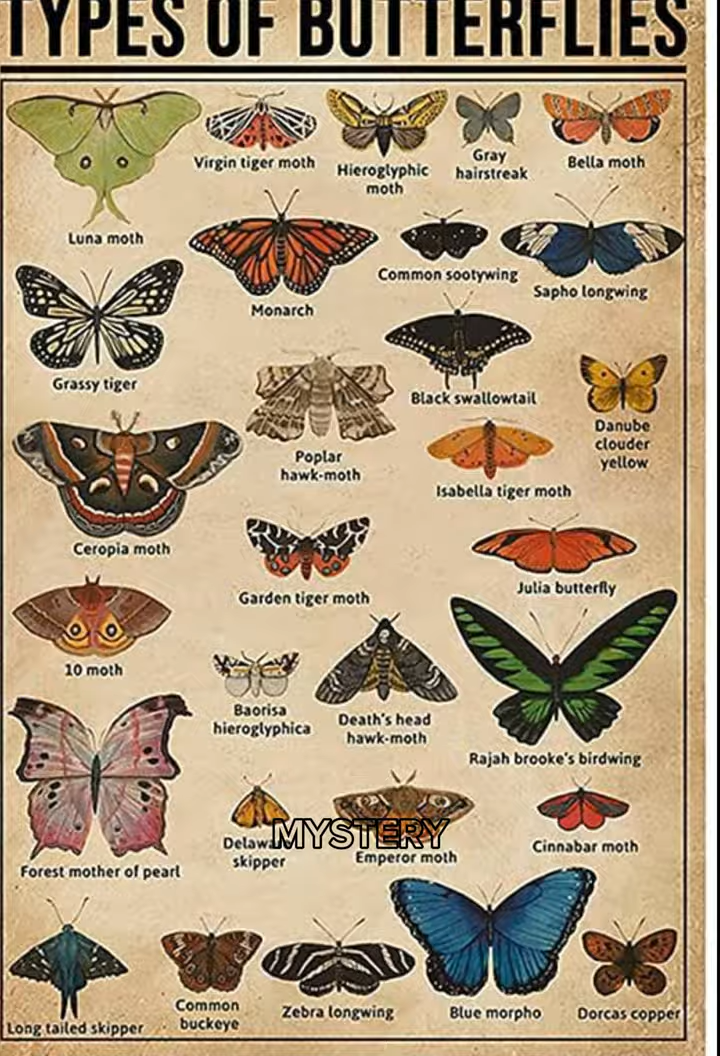 TYPES OF BUTTERFLIES
Luna moth
Virgin tiger moth
Hieroglyphic
moth
Gray
hairstreak
Bella moth
Monarch
Common sootywing
Sapho longwing
Grassy tiger
Poplar
hawk-moth
Black swallowtail
Danube
clouder
yellow
Isabella tiger moth
Ceropia moth
Garden tiger moth
Julia butterfly
10 moth
Baorisa
hieroglyphica
Death's head
hawk-moth
Rajah brooke's birdwing
Forest mother of pearl
skipper
MYSTERY
Emperor moth
Cinnabar moth
Long tailed skipper
Common
buckeye
Zebra longwing
Blue morpho
Dorcas copper